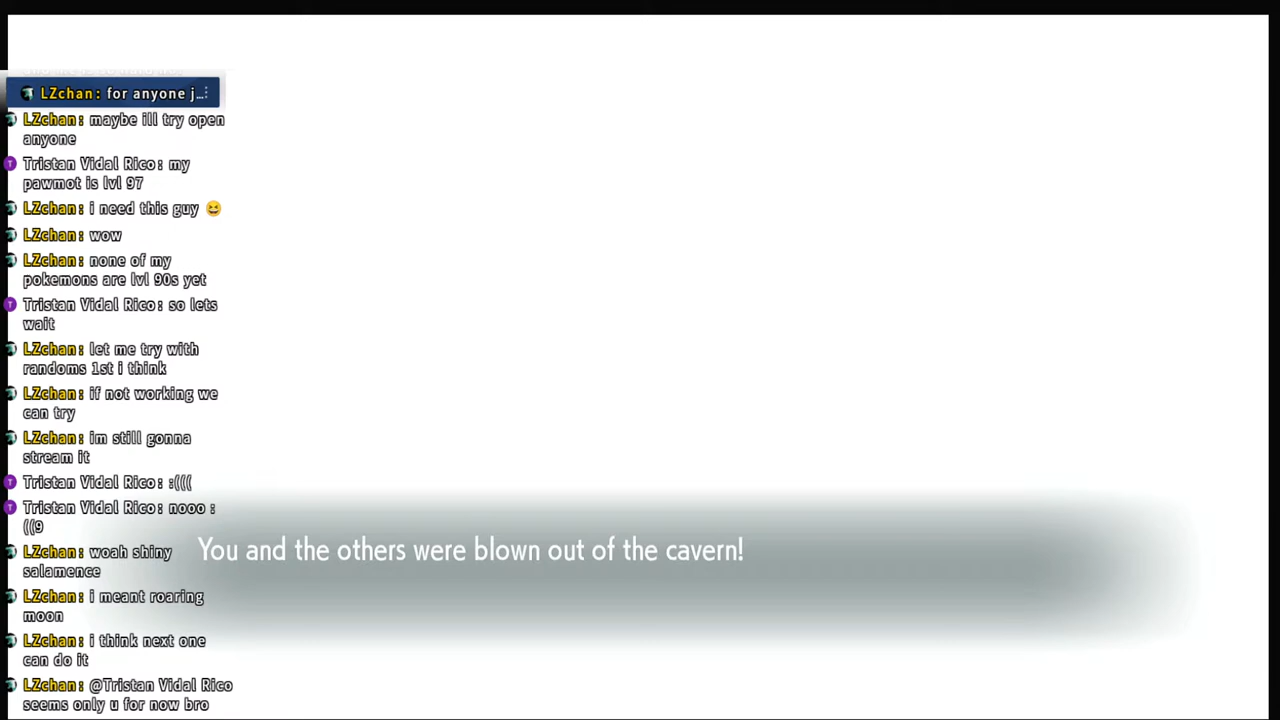 LZchan: for anyone j...
LZchan: maybe ill try open
anyone
Tristan Vidal Rico: my
pawmot is lvl 97
LZchan: i need this guy 😆
LZchan: wow
LZchan: none of my
pokemons are lvl 90s yet
Tristan Vidal Rico: so lets
wait
LZchan: let me try with
randoms 1st i think
LZchan: if not working we
can try
LZchan: im still gonna
stream it
Tristan Vidal Rico: :(((
Tristan Vidal Rico: nooo :
((9
LZchan: woah shiny
salamence
LZchan: i meant roaring
moon
LZchan: i think next one
can do it
LZchan: @Tristan Vidal Rico
seems only u for now bro
You and the others were blown out of the cavern!